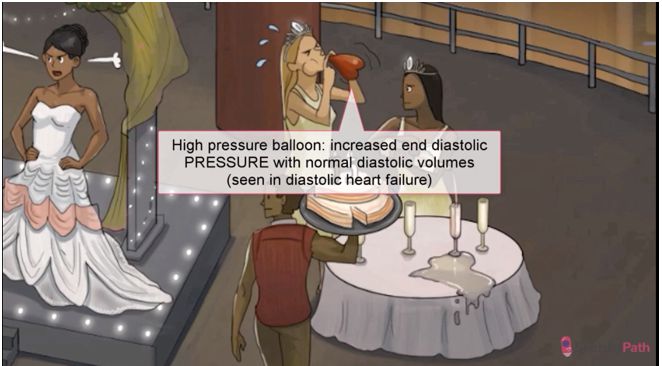 High pressure balloon: increased end diastolic
PRESSURE with normal diastolic volumes
(seen in diastolic heart failure)
Path